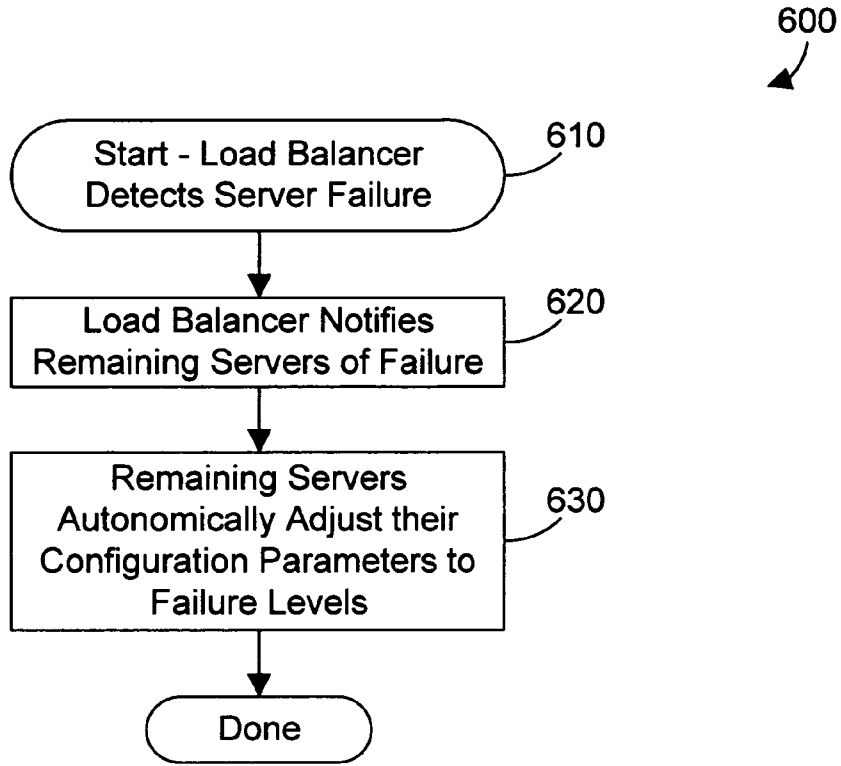 600
Start - Load Balancer
Detects Server Failure
610
Load Balancer Notifies
Remaining Servers of Failure
620
Remaining Servers
Autonomically Adjust their
Configuration Parameters to
Failure Levels
630
Done